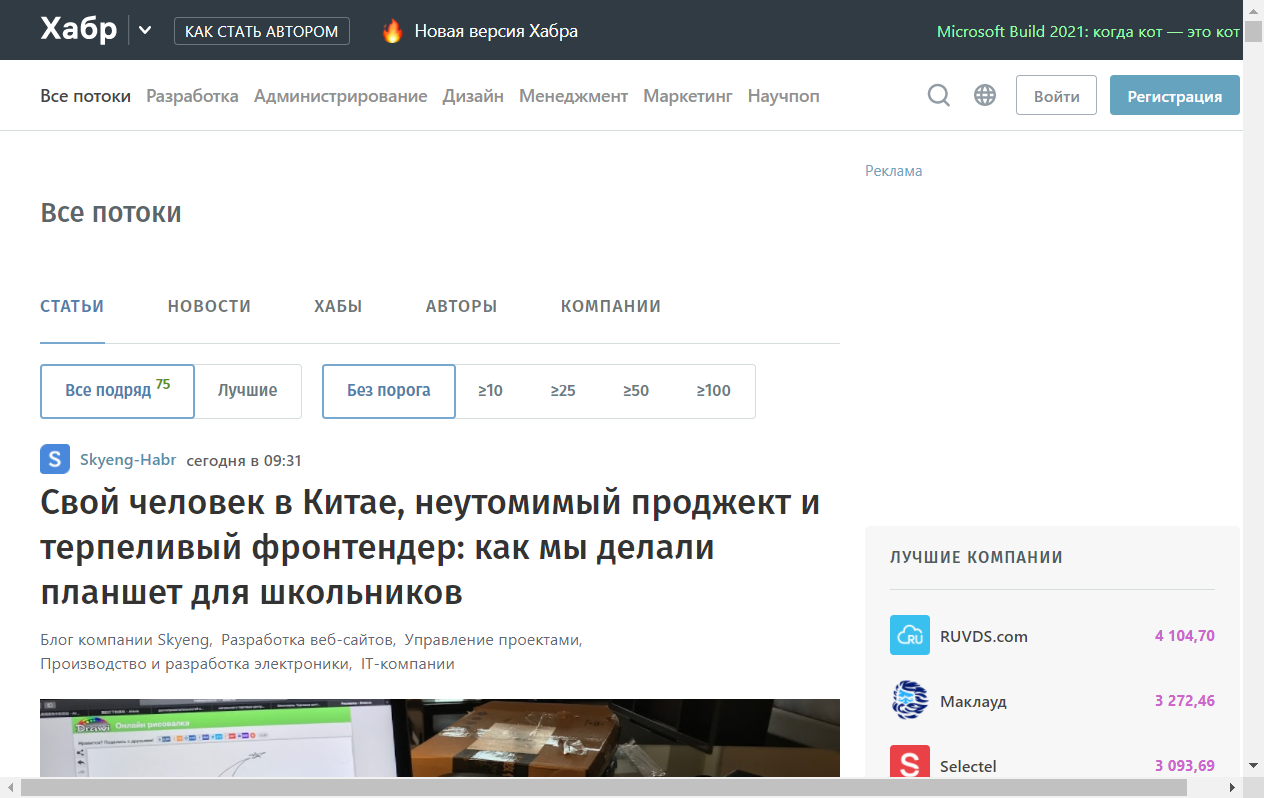 Хабр
КАК СТАТЬ АВТОРОМ
Новая версия Хабра
Microsoft Build 2021: когда кот — это кот
Все потоки Разработка Администрирование Дизайн Менеджмент Маркетинг Научпоп
Войти
Регистрация
Реклама
Все потоки
СТАТЬИ НОВОСТИ ХАБЫ АВТОРЫ КОМПАНИИ
Все подряд 75 Лучшие Без порога ≥10 ≥25 ≥50 ≥100
S Skyeng-Habr сегодня в 09:31
Свой человек в Китае, неутомимый проджект и
терпеливый фронтендер: как мы делали
планшет для школьников
Блог компании Skyeng, Разработка веб-сайтов, Управление проектами,
Производство и разработка электроники, IT-компании
Онлайн рисовалка
ЛУЧШИЕ КОМПАНИИ
RU RUVDS.com 4 104,70
Маклауд 3 272,46
S Selectel 3 093,69